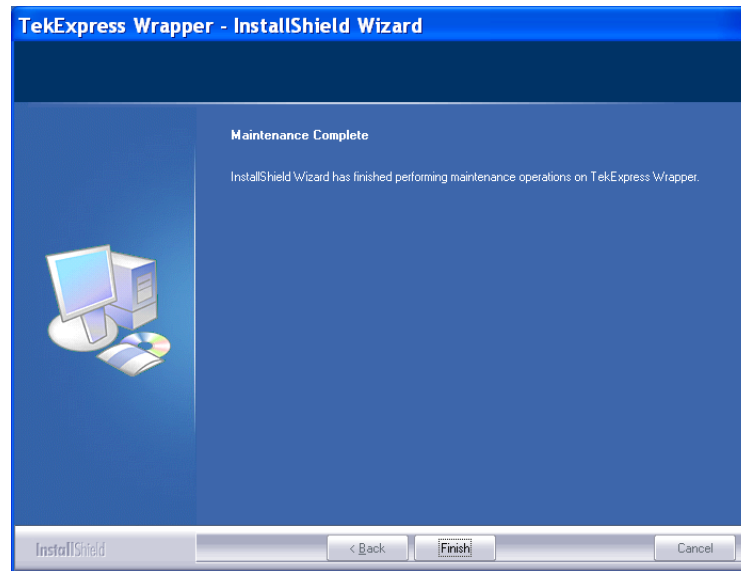 TekExpress Wrapper - InstallShield Wizard
Maintenance Complete
InstallShield Wizard has finished performing maintenance operations on TekExpress Wrapper.
InstallShield
< Back
Finish
Cancel